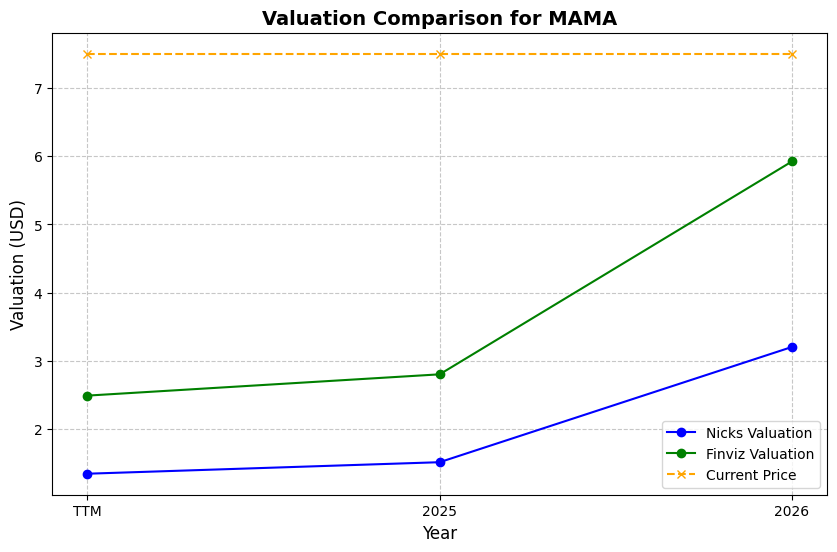 Valuation Comparison for MAMA
Valuation (USD)
7
6
5
4
3
2
Nicks Valuation
Finviz Valuation
Current Price
TTM 2025 2026
Year